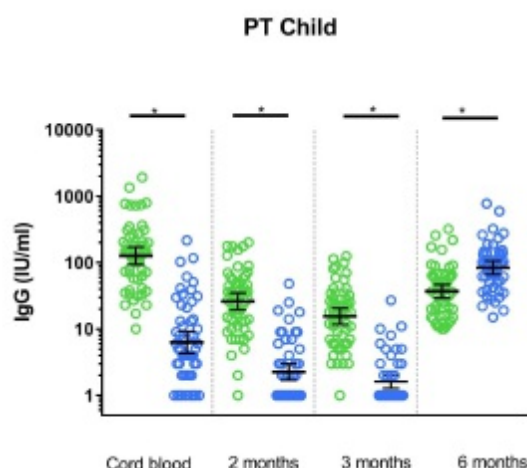 PT Child
* * * *
10000
1000
100
10
1
IgG (IU/ml)
Cord blood 2 months 3 months 6 months